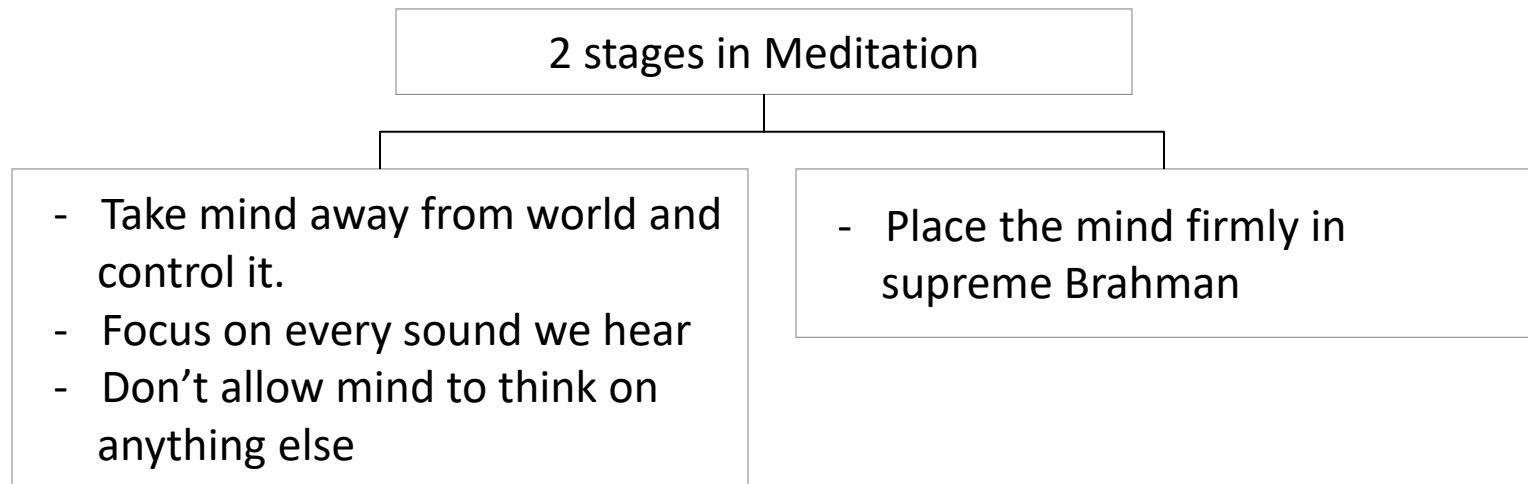 2 stages in Meditation
- Take mind away from world and
control it.
- Focus on every sound we hear
- Don’t allow mind to think on
anything else
- Place the mind firmly in
supreme Brahman